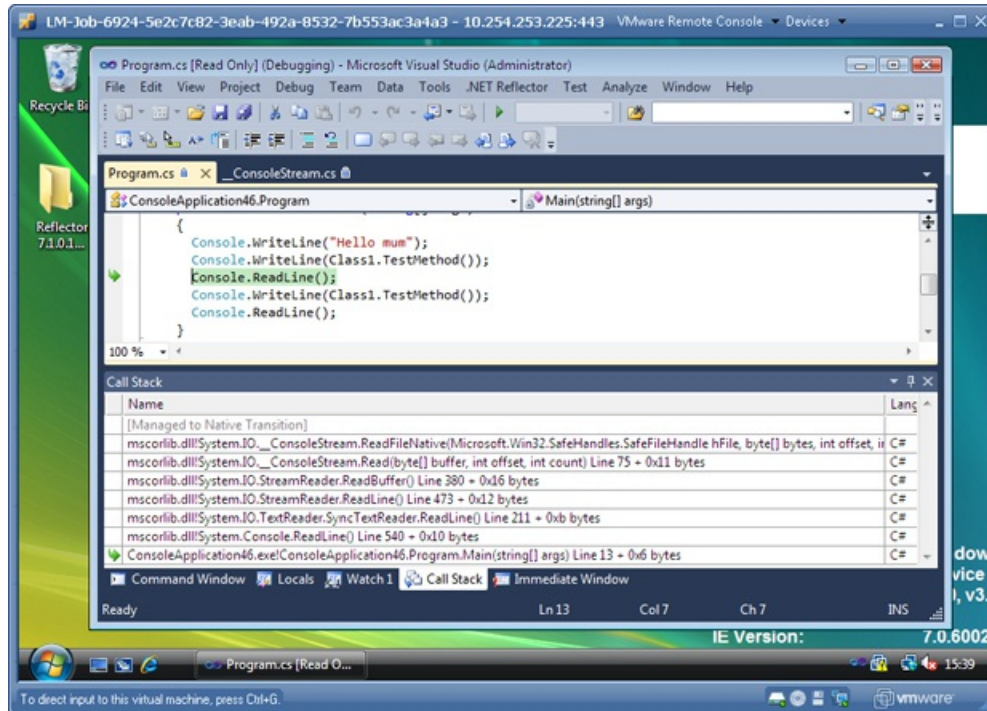 LM-Job-6924-5e2c7c82-3eab-492a-8532-7b553ac3a4a3 - 10.254.253.225:443 VMware Remote Console Devices
Recycle Bi
Program.cs [Read Only] (Debugging) - Microsoft Visual Studio (Administrator)
File Edit View Project Debug Team Data Tools .NET Reflector Test Analyze Window Help
Program.cs __ConsoleStream.cs
ConsoleApplication46.Program Main(string[] args)
Reflector
7.1.0.1...
{
Console.WriteLine("Hello mum");
Console.WriteLine(Class1.TestMethod());
Console.ReadLine();
Console.WriteLine(Class1.TestMethod());
Console.ReadLine();
}
100 %
Call Stack
Name Lang
[Managed to Native Transition]
mscorlib.dll!System.IO.__ConsoleStream.ReadFileNative(Microsoft.Win32.SafeHandles.SafeFileHandle hFile, byte[] bytes, int offset, ir C#
mscorlib.dll!System.IO.__ConsoleStream.Read(byte[] buffer, int offset, int count) Line 75 + 0x11 bytes C#
mscorlib.dll!System.IO.StreamReader.ReadBuffer() Line 380 + 0x16 bytes C#
mscorlib.dll!System.IO.StreamReader.ReadLine() Line 473 + 0x12 bytes C#
mscorlib.dll!System.IO.TextReader.SyncTextReader.ReadLine() Line 211 + 0xb bytes C#
mscorlib.dll!System.Console.ReadLine() Line 540 + 0x10 bytes C#
ConsoleApplication46.exe!ConsoleApplication46.Program.Main(string[] args) Line 13 + 0x6 bytes C#
Command Window Locals Watch 1 Call Stack Immediate Window
Ready Ln 13 Col 7 Ch 7 INS
dow
vice
), v3.
IE Version: 7.0.6002
Program.cs [Read O... 15:39
To direct input to this virtual machine, press Ctrl+G. vmware